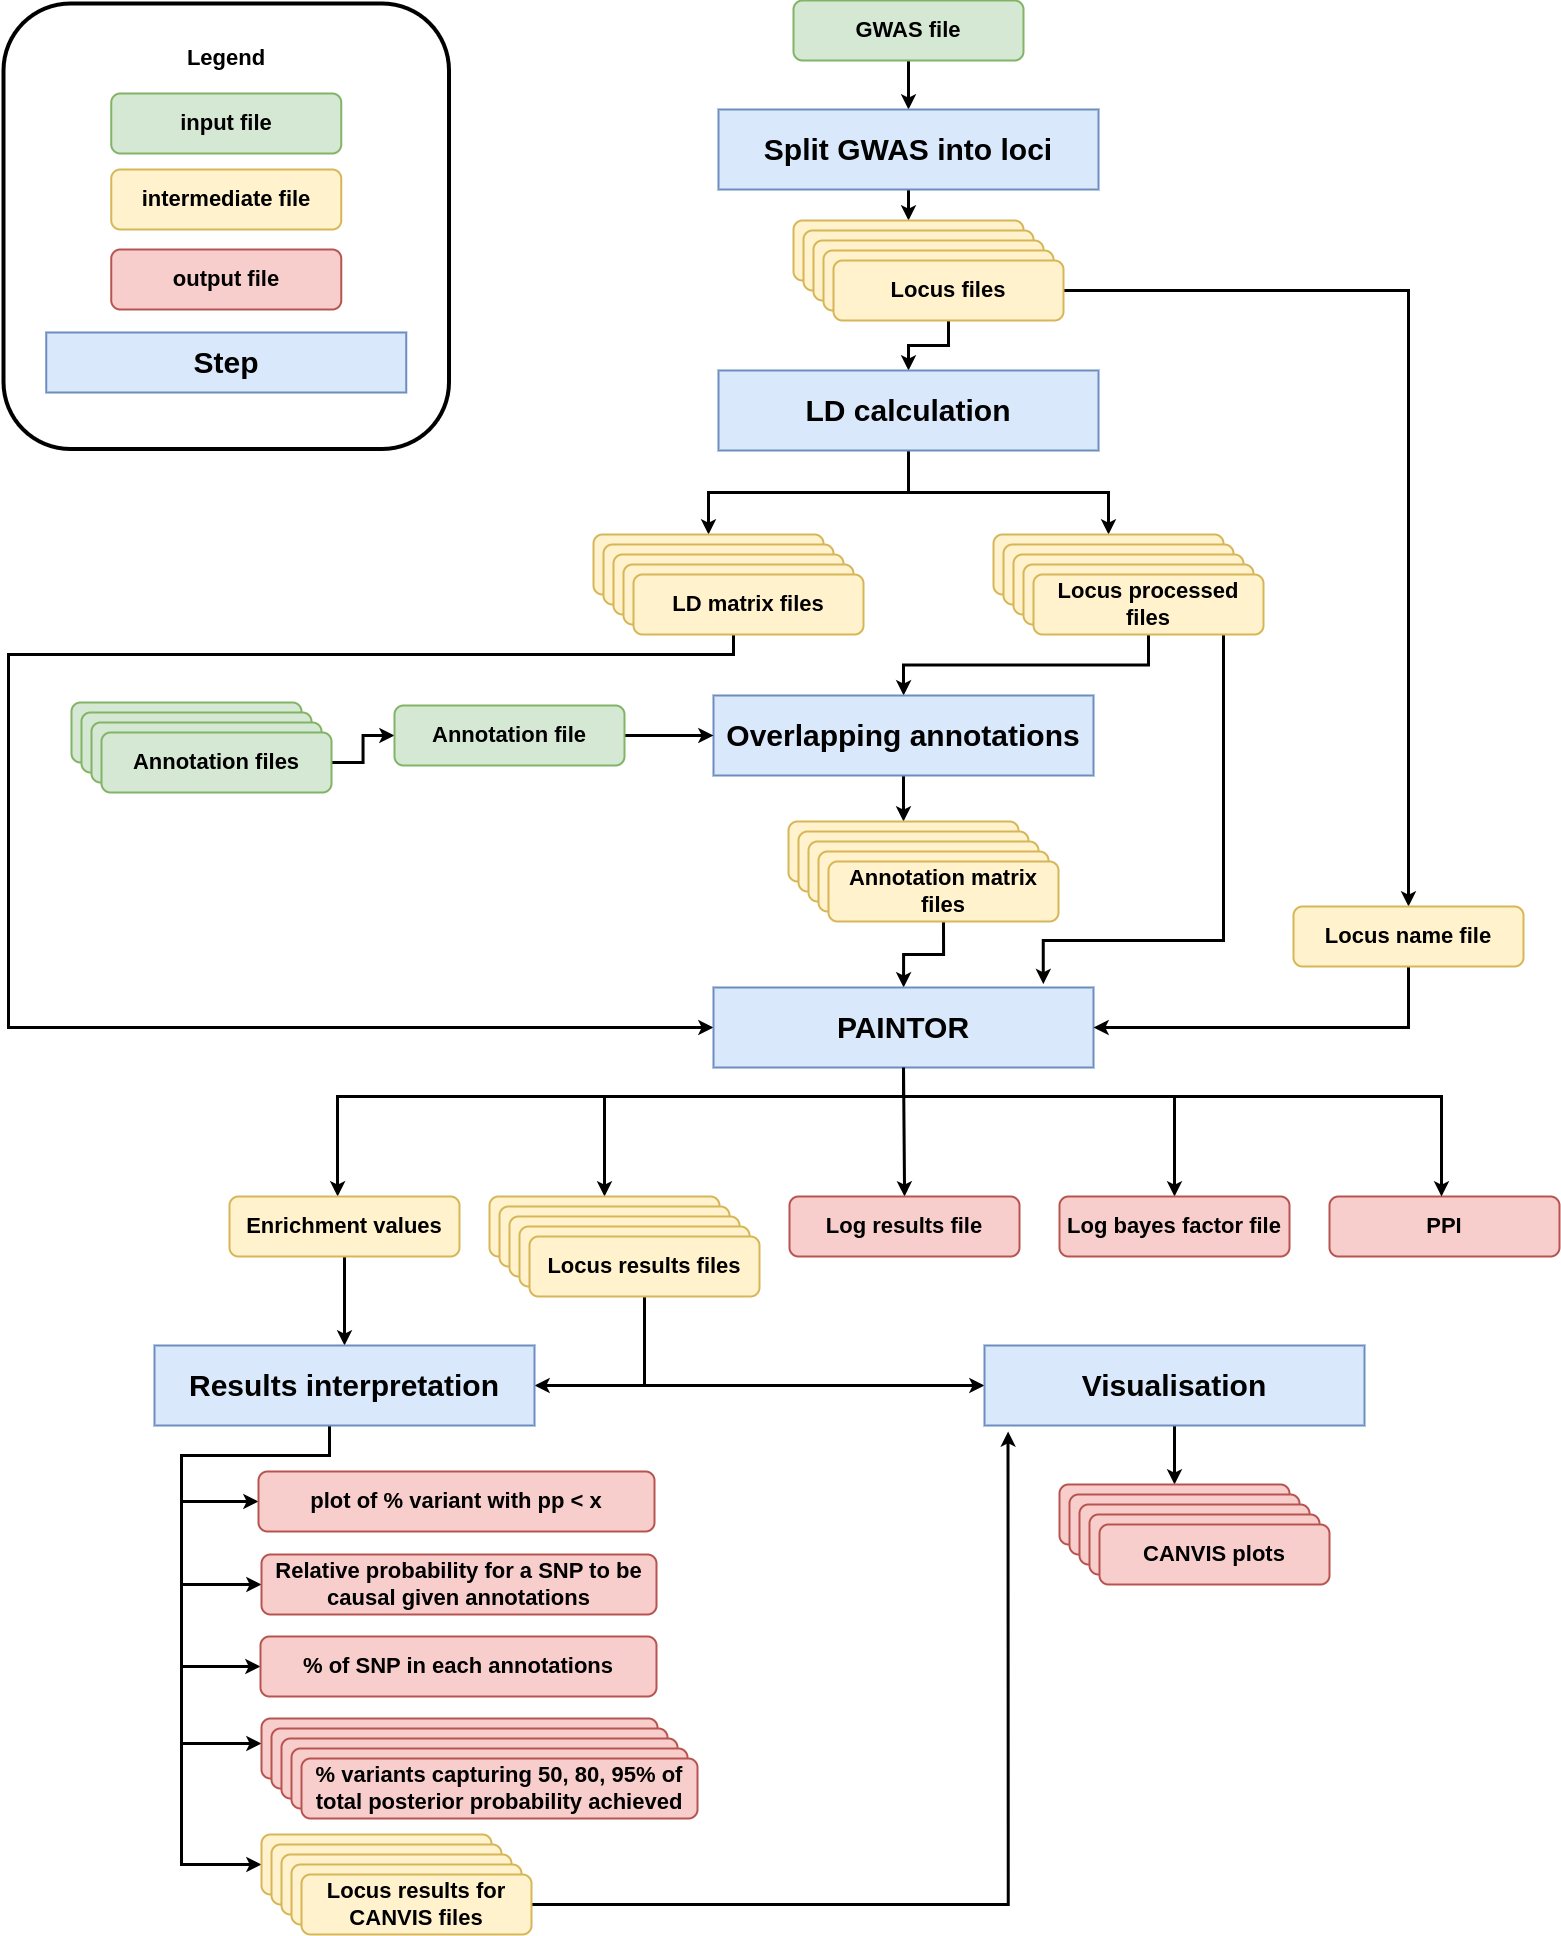 Legend
input file
intermediate file
output file
Step
GWAS file
Split GWAS into loci
Locus files
LD calculation
LD matrix files
Locus processed
files
Annotation files
Annotation file
Overlapping annotations
Annotation matrix
files
Locus name file
PAINTOR
Enrichment values
Locus results files
Log results file
Log bayes factor file
PPI
Results interpretation
Visualisation
plot of % variant with pp < x
Relative probability for a SNP to be
causal given annotations
% of SNP in each annotations
% variants capturing 50, 80, 95% of
total posterior probability achieved
Locus results for
CANVIS files
CANVIS plots